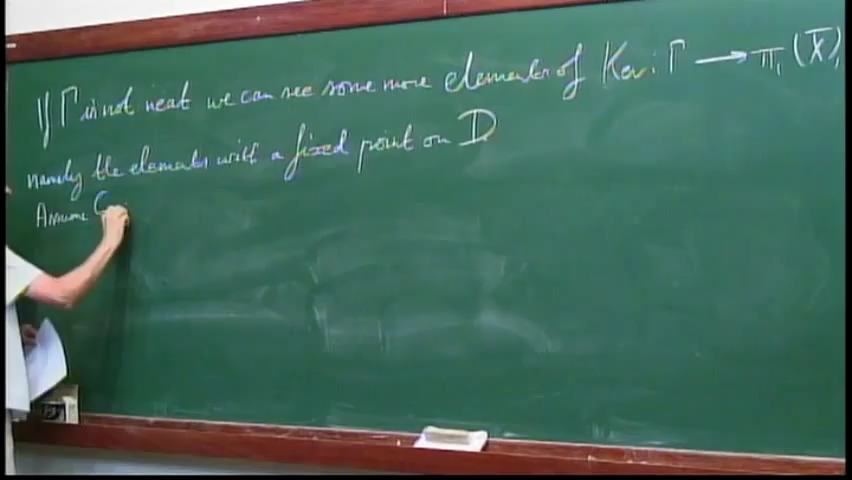 If Γ is not neat we can see some more elements of Ker: Γ → π₁(X̄),
namely the elements with a fixed point on D
Assume G